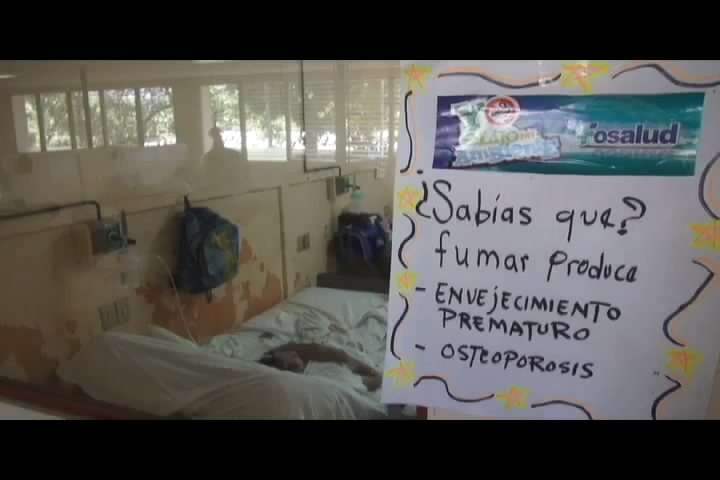 fosalud
¿Sabías que?
fumar produce
- ENVEJECIMIENTO
PREMATURO
- OSTEOPOROSIS